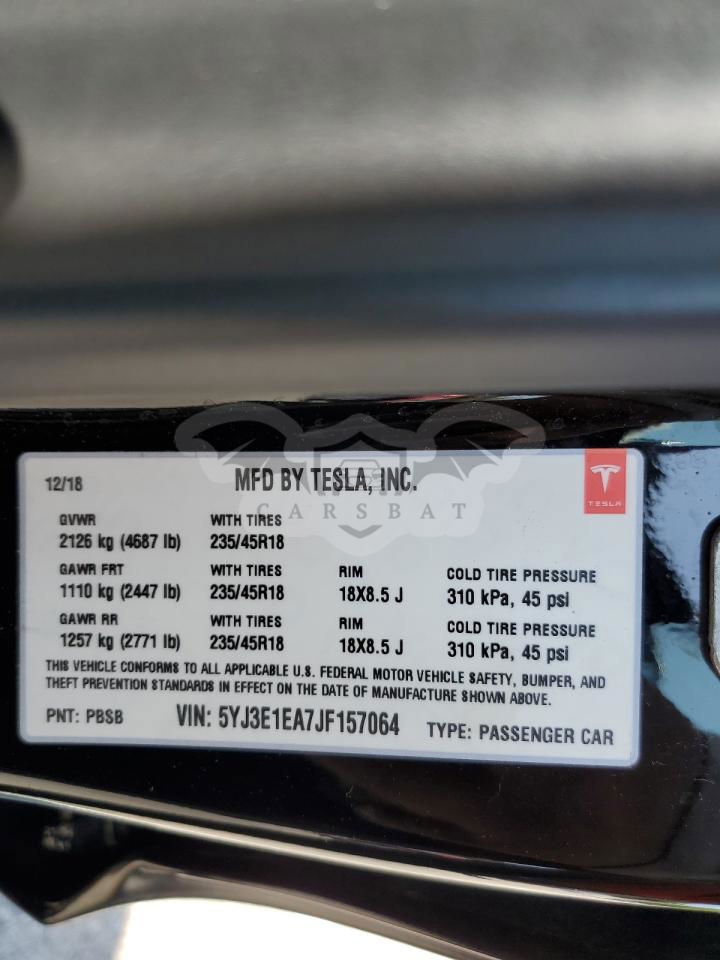 12/18 MFD BY TESLA, INC.
TESLA
CARSBAT
GVWR WITH TIRES
2126 kg (4687 lb) 235/45R18
GAWR FRT WITH TIRES RIM COLD TIRE PRESSURE
1110 kg (2447 lb) 235/45R18 18X8.5 J 310 kPa, 45 psi
GAWR RR WITH TIRES RIM COLD TIRE PRESSURE
1257 kg (2771 lb) 235/45R18 18X8.5 J 310 kPa, 45 psi
THIS VEHICLE CONFORMS TO ALL APPLICABLE U.S. FEDERAL MOTOR VEHICLE SAFETY, BUMPER, AND
THEFT PREVENTION STANDARDS IN EFFECT ON THE DATE OF MANUFACTURE SHOWN ABOVE.
PNT: PBSB VIN: 5YJ3E1EA7JF157064 TYPE: PASSENGER CAR